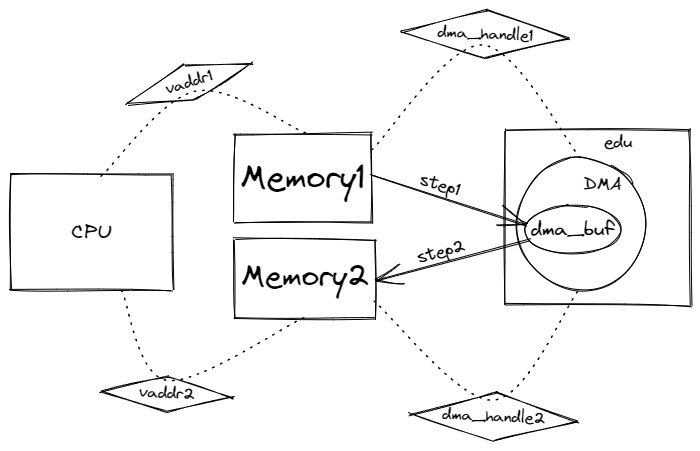 dma_handle1
vaddr1
edu
Memory1
step1
DMA
CPU
dma_buf
step2
Memory2
vaddr2
dma_handle2